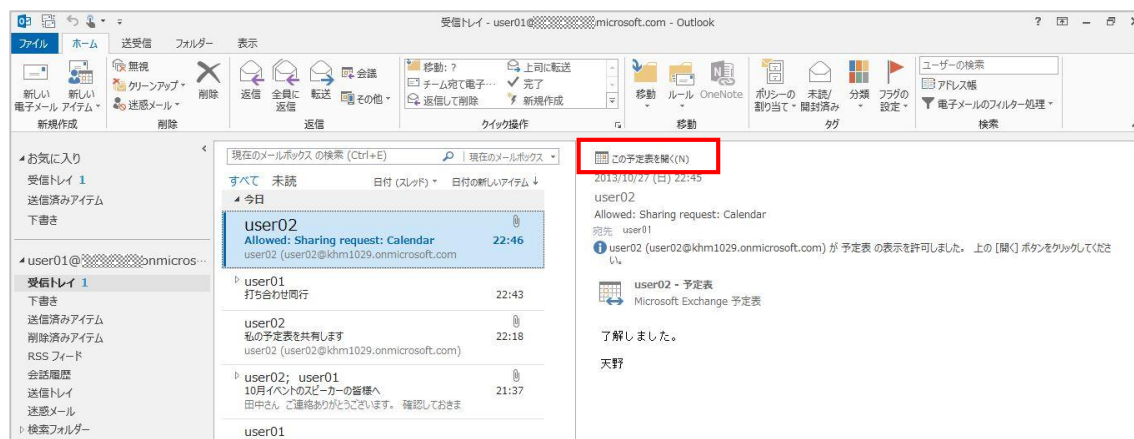 受信トレイ - user01@ microsoft.com - Outlook
ファイル ホーム 送受信 フォルダー 表示
新しい
電子メール
新しい
アイテム
無視
クリーンアップ
迷惑メール
削除
返信
全員に
返信
転送
会議
その他
移動: ?
チーム宛て電子…
返信して削除
上司に転送
完了
新規作成
移動
ルール
OneNote
ポリシーの
割り当て
未読/
開封済み
分類
フラグの
設定
ユーザーの検索
アドレス帳
電子メールのフィルター処理
新規作成 削除 返信 クイック操作 移動 タグ 検索
お気に入り
受信トレイ 1
送信済みアイテム
下書き
user01@ onmicros…
受信トレイ 1
下書き
送信済みアイテム
削除済みアイテム
RSS フィード
会話履歴
送信トレイ
迷惑メール
検索フォルダー
現在のメールボックス の検索 (Ctrl+E) 現在のメールボックス
すべて 未読 日付 (スレッド) 日付の新しいアイテム ↓
今日
user02
Allowed: Sharing request: Calendar 22:46
user02 (user02@khm1029.onmicrosoft.com
user01
打ち合わせ同行 22:43
user02
私の予定表を共有します 22:18
user02 (user02@khm1029.onmicrosoft.com)
user02; user01
10月イベントのスピーカーの皆様へ 21:37
田中さん ご連絡ありがとうございます。 確認しておきま
user01
この予定表を開く(N)
2013/10/27 (日) 22:45
user02
Allowed: Sharing request: Calendar
宛先 user01
user02 (user02@khm1029.onmicrosoft.com) が 予定表 の表示を許可しました。 上の [開く] ボタンをクリックしてくださ
い。
user02 - 予定表
Microsoft Exchange 予定表
了解しました。
天野